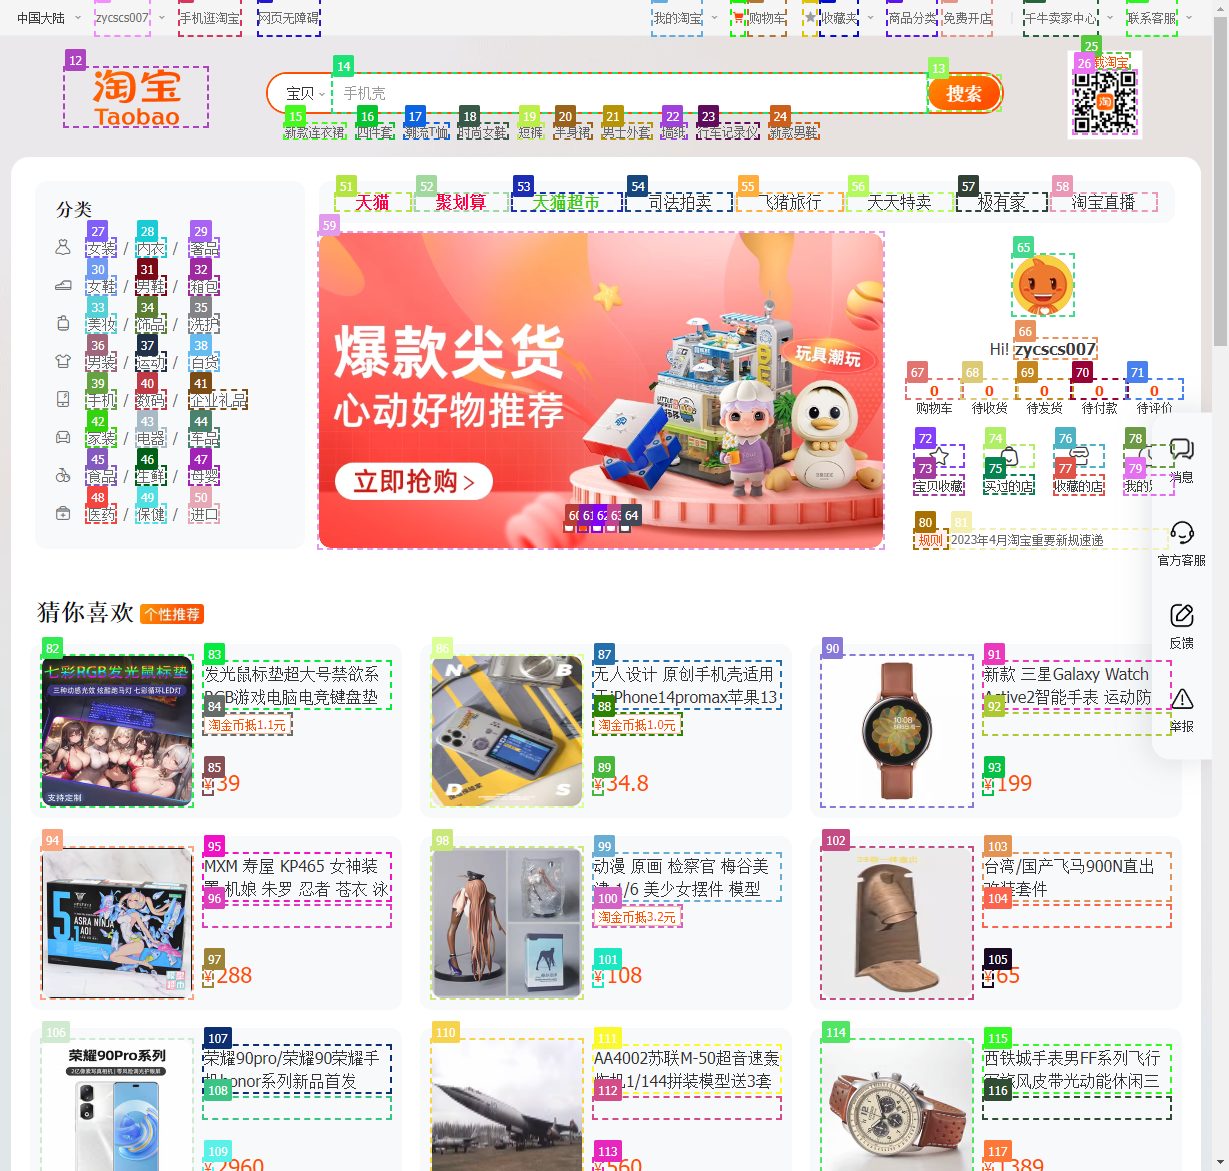 中国大陆 zycscs007 手机逛淘宝 网页无障碍 我的淘宝 购物车 收藏夹 商品分类 免费开店 千牛卖家中心 联系客服
12 淘宝 Taobao
14 13 25 26
宝贝 手机壳 搜索
15 16 17 18 19 20 21 22 23 24
新款连衣裙 四件套 潮流T恤 时尚女鞋 短裤 半身裙 男士外套 墙纸 行车记录仪 新款男鞋
分类
27 28 29
女装 / 内衣 / 奢品
30 31 32
女鞋 / 男鞋 / 箱包
33 34 35
美妆 / 饰品 / 洗护
36 37 38
男装 / 运动 / 百货
39 40 41
手机 / 数码 / 企业礼品
42 43 44
家装 / 电器 / 车品
45 46 47
食品 / 生鲜 / 母婴
48 49 50
医药 / 保健 / 进口
51 52 53 54 55 56 57 58
天猫 聚划算 天猫超市 司法拍卖 飞猪旅行 天天特卖 极有家 淘宝直播
59
爆款尖货
心动好物推荐
立即抢购
玩具潮玩
60 61 62 63 64
65
66
Hi! zycscs007
67 68 69 70 71
0 0 0 0 0
购物车 待收货 待发货 待付款 待评价
72 74 76 78
73 75 77 79
宝贝收藏 买过的店 收藏的店 我的
80 81
规则 2023年4月淘宝重要新规速递
消息
官方客服
反馈
举报
猜你喜欢 个性推荐
82 83
七彩RGB发光鼠标垫
三种动感光效 炫酷跑马灯 七彩循环LED灯
支持定制
发光鼠标垫超大号禁欲系
GB游戏电脑电竞键盘垫
84
淘金币抵1.1元
85
¥39
86 87
N B D S
无人设计 原创手机壳适用
于iPhone14promax苹果13
88
淘金币抵1.0元
89
¥34.8
90 91
新款 三星Galaxy Watch
Active2智能手表 运动防
92
93
¥199
94 95
5.1
ASRA NINJA
AOI
MXM 寿屋 KP465 女神装
机娘 朱罗 忍者 苍衣 泳
96
97
¥288
98 99
动漫 原画 检察官 梅谷美
津 1/6 美少女摆件 模型
100
淘金币抵3.2元
101
¥108
102 103
台湾/国产飞马900N直出
改装套件
104
105
¥65
106 107
荣耀90Pro系列
2亿像素写真相机 | 零风险调光护眼屏
荣耀90pro/荣耀90荣耀手
机honor系列新品首发
108
109
¥2960
110 111
AA4002苏联M-50超音速轰
炸机1/144拼装模型送3套
112
113
¥560
114 115
西铁城手表男FF系列飞行
军旅风皮带光动能休闲三
116
117
¥1389